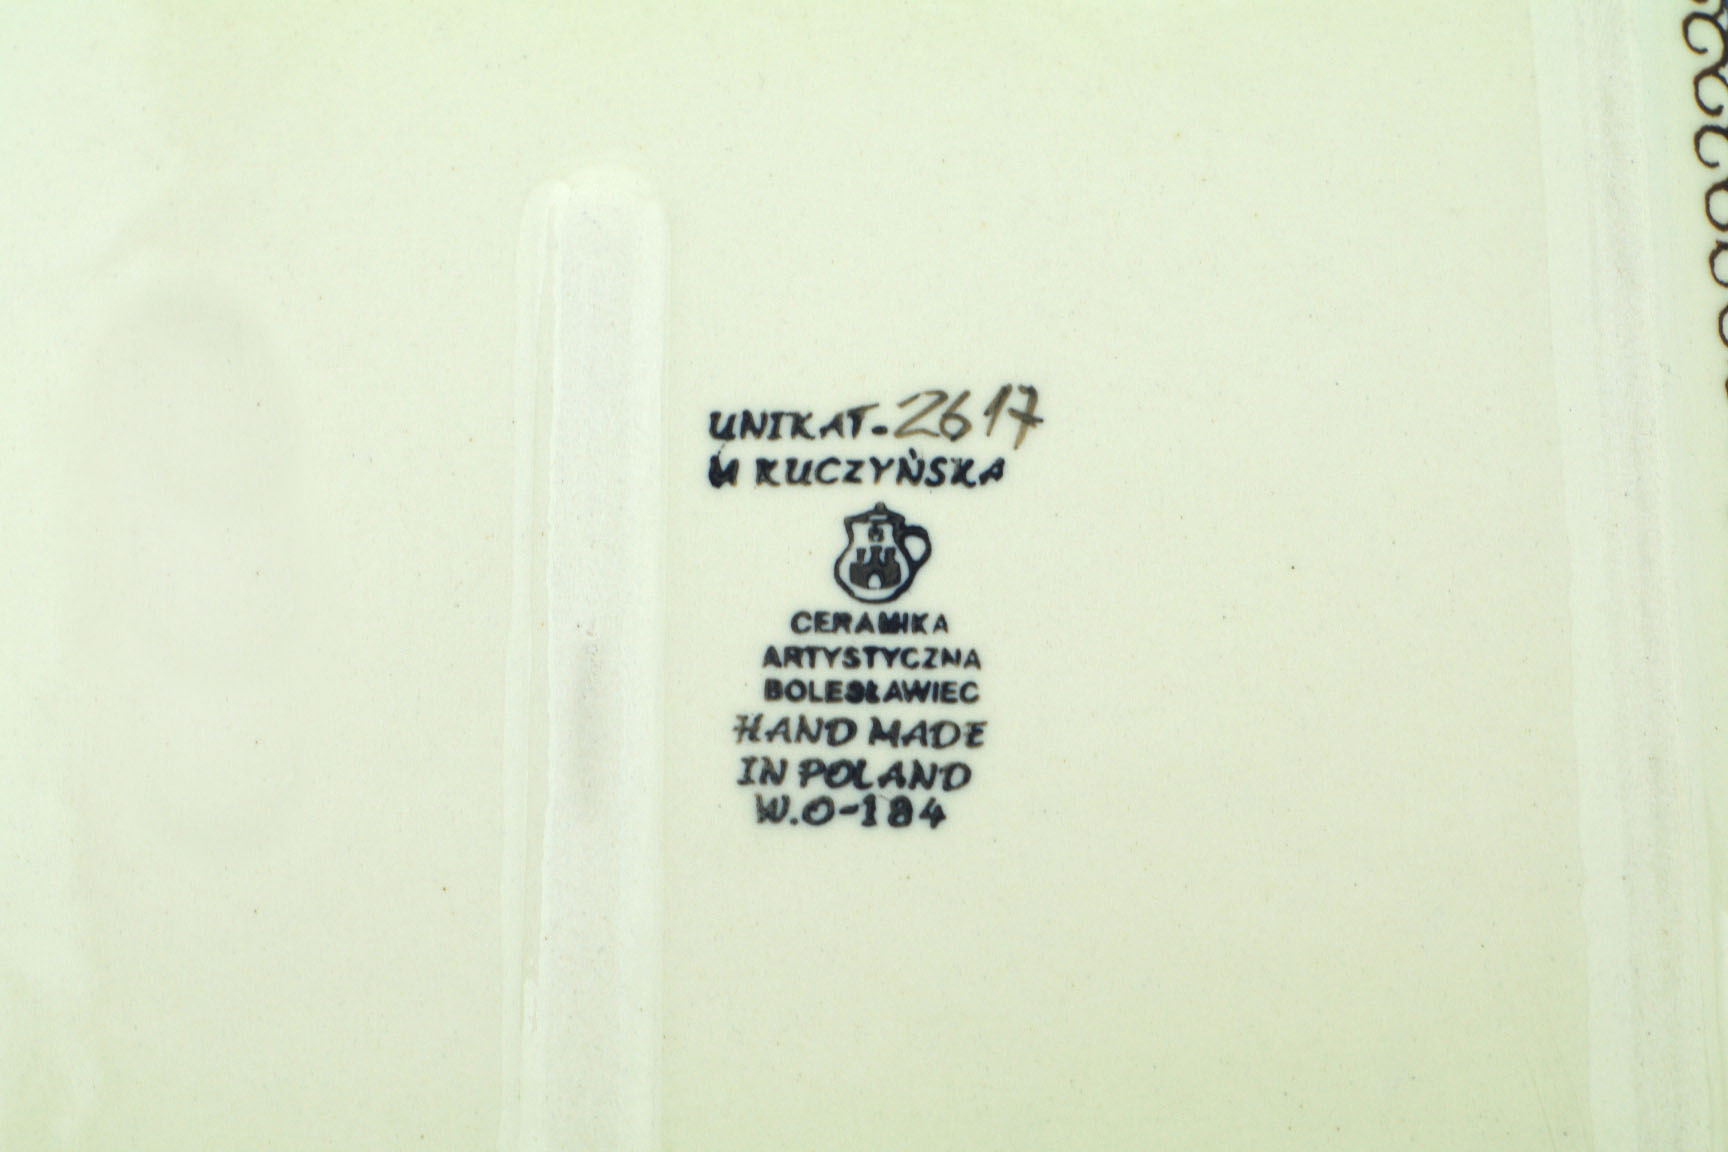 UNIKAT-2617
M KUCZYŃSKA
CERAMIKA
ARTYSTYCZNA
BOLESŁAWIEC
HAND MADE
IN POLAND
W.O-184